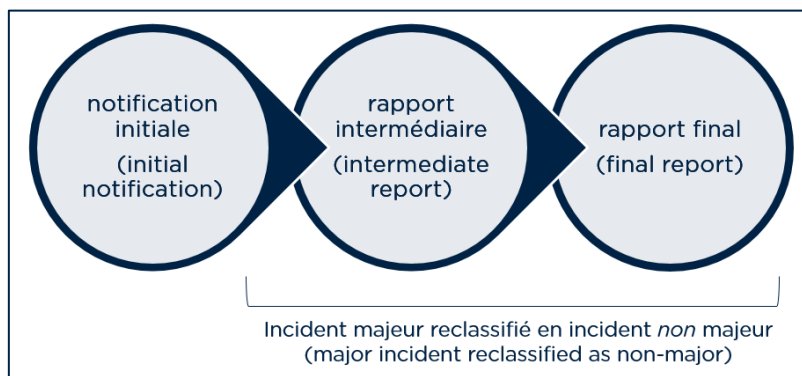 notification
initiale
(initial
notification)
rapport
intermédiaire
(intermediate
report)
rapport final
(final report)
Incident majeur reclassifié en incident non majeur
(major incident reclassified as non-major)